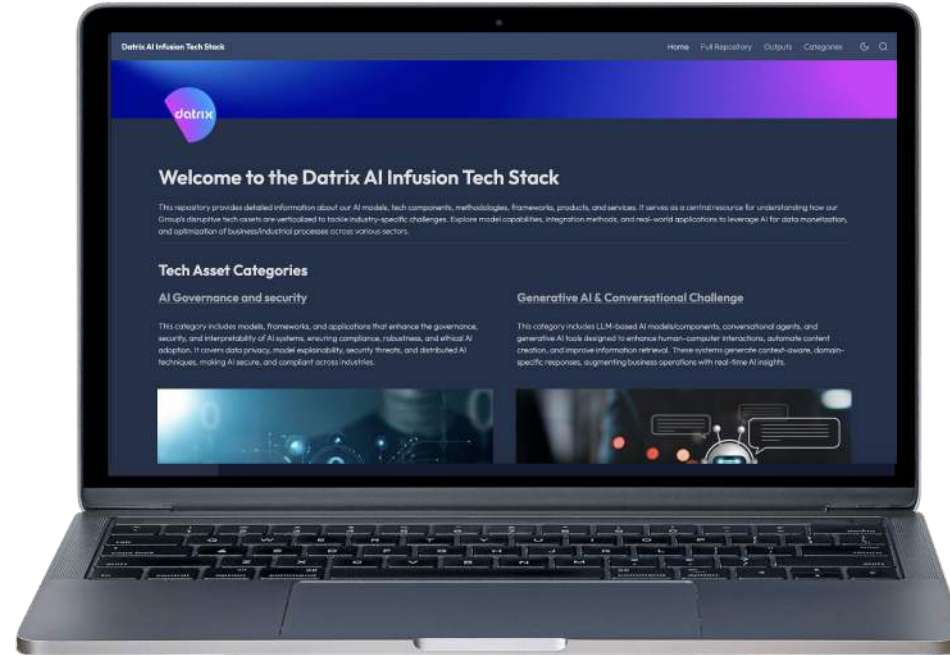 Datrix AI Infusion Tech Stack
Home Full Repository Outputs Categories
datrix
Welcome to the Datrix AI Infusion Tech Stack
This repository provides detailed information about our AI models, tech components, methodologies, frameworks, products, and services. It serves as a central resource for understanding how our
Group's disruptive tech assets are verticalized to tackle industry-specific challenges. Explore model capabilities, integration methods, and real-world applications to leverage AI for data monetization,
and optimization of business/industrial processes across various sectors.
Tech Asset Categories
AI Governance and security
This category includes models, frameworks, and applications that enhance the governance,
security, and interpretability of AI systems, ensuring compliance, robustness, and ethical AI
adoption. It covers data privacy, model explainability, security threats, and distributed AI
techniques, making AI secure, and compliant across industries.
Generative AI & Conversational Challenge
This category includes LLM-based AI models/components, conversational agents, and
generative AI tools designed to enhance human-computer interactions, automate content
creation, and improve information retrieval. These systems generate context-aware, domain-
specific responses, augmenting business operations with real-time AI insights.